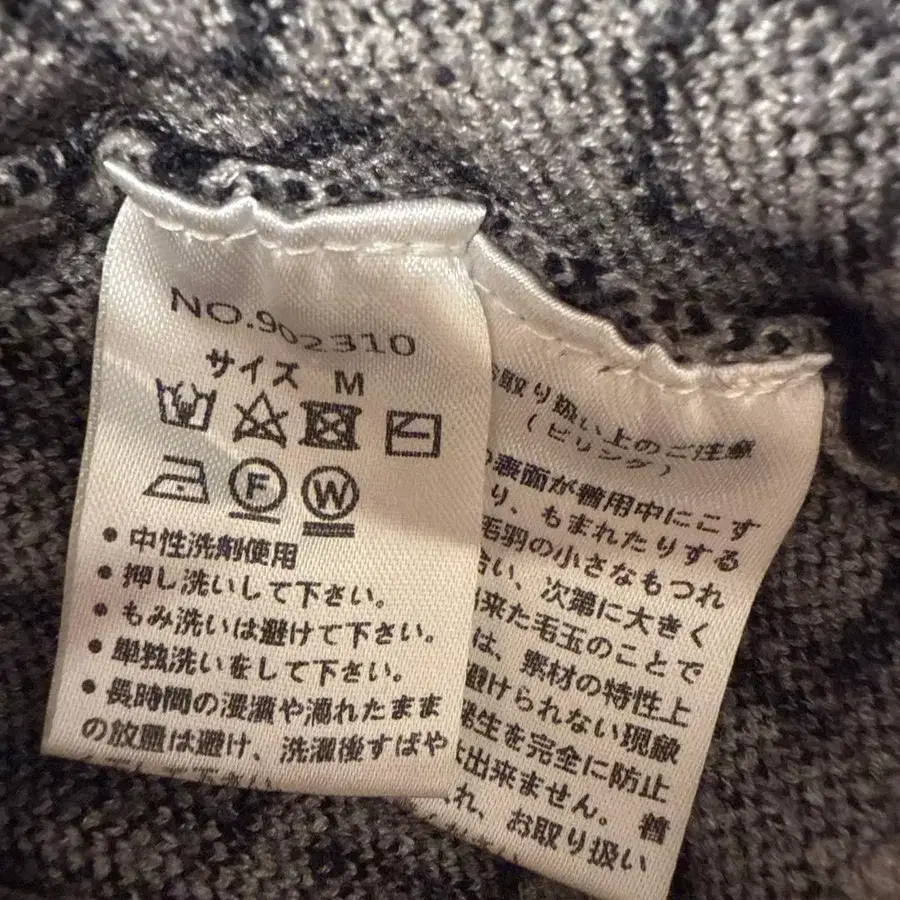 NO.902310
サイズ M
F W
• 中性洗剤使用
• 押し洗いして下さい。
• もみ洗いは避けて下さい。
• 単独洗いをして下さい。
• 長時間の浸漬や濡れたまま
の放置は避け、洗濯後すばや
て下さい
取り扱い上のご注意
(ピリング)
表面が着用中にこす
り、もまれたりする
毛羽の小さなもつれ
合い、次第に大きく
出来た毛玉のことで
は、素材の特性上
避けられない現象
発生を完全に防止
は出来ません。着
れ、お取り扱い